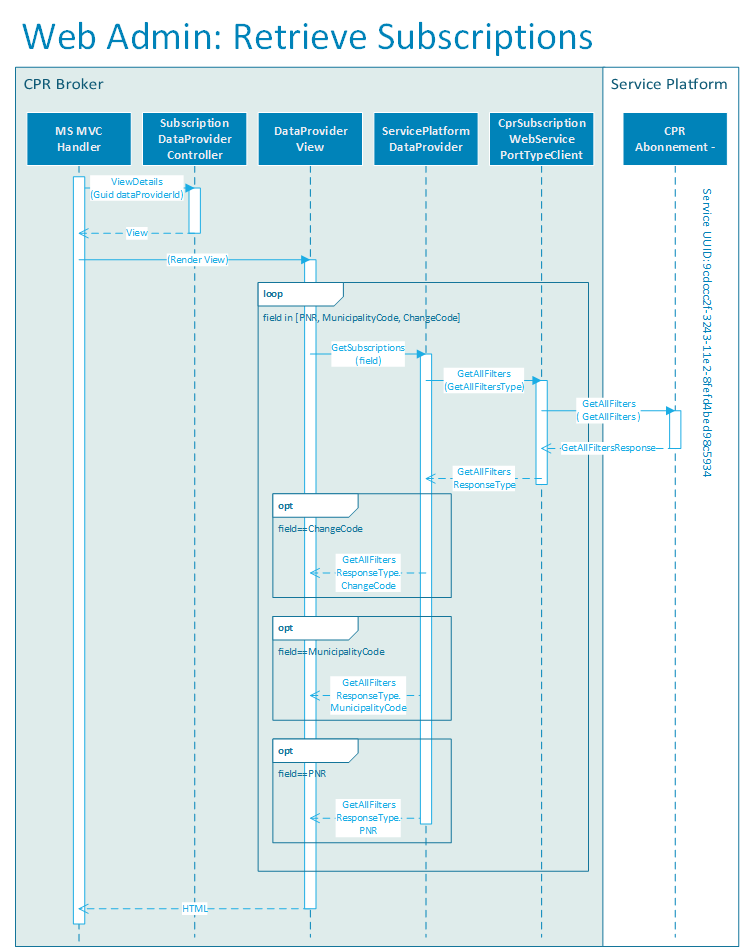 Web Admin: Retrieve Subscriptions
CPR Broker
Service Platform
MS MVC
Handler
Subscription
DataProvider
Controller
DataProvider
View
ServicePlatform
DataProvider
CprSubscription
WebService
PortTypeClient
CPR
Abonnement -
ViewDetails
(Guid dataProviderId)
View
(Render View)
Service UUID:9cdccc2f-3243-11e2-8fefd4bed98c5934
loop
field in [PNR, MunicipalityCode, ChangeCode]
GetSubscriptions
(field)
GetAllFilters
(GetAllFiltersType)
GetAllFilters
( GetAllFilters )
GetAllFiltersResponse
GetAllFilters
ResponseType
opt
field==ChangeCode
GetAllFilters
ResponseType.
ChangeCode
opt
field==MunicipalityCode
GetAllFilters
ResponseType.
MunicipalityCode
opt
field==PNR
GetAllFilters
ResponseType.
PNR
HTML